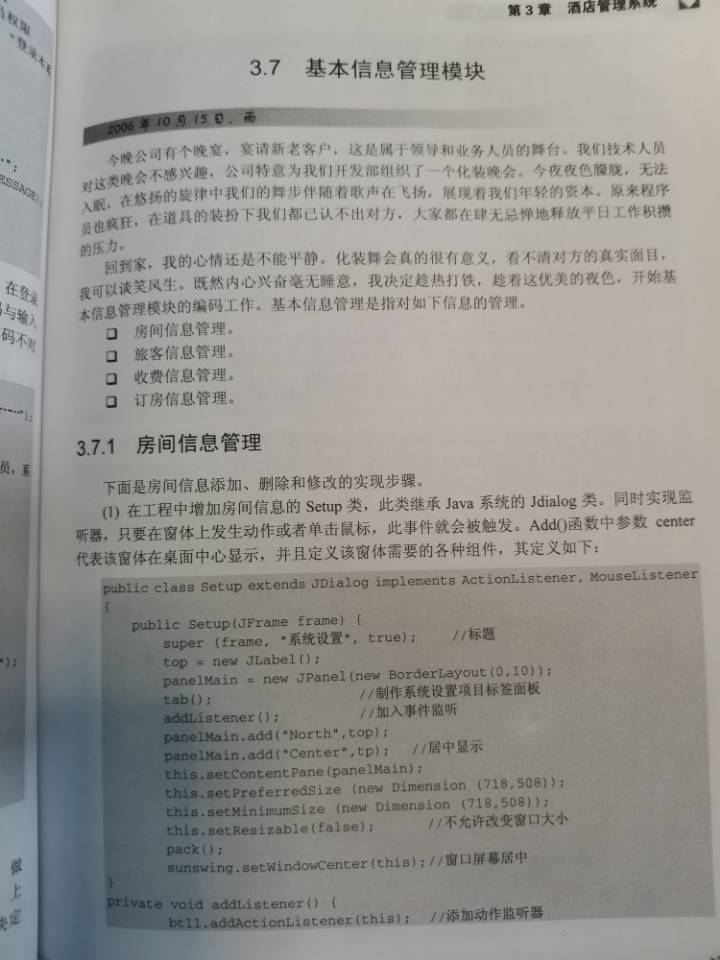 第3章 酒店管理系统
3.7 基本信息管理模块
2006年10月15日，雨
今晚公司有个晚宴，宴请新老客户，这是属于领导和业务人员的舞台。我们技术人员
对这类晚会不感兴趣，公司特意为我们开发部组织了一个化装晚会。今夜夜色朦胧，无法
入眠，在悠扬的旋律中我们的舞步伴随着歌声在飞扬，展现着我们年轻的资本。原来程序
员也疯狂，在道具的装扮下我们都已认不出对方，大家都在肆无忌惮地释放平日工作积攒
的压力。
回到家，我的心情还是不能平静。化装舞会真的很有意义，看不清对方的真实面目，
我可以谈笑风生。既然内心兴奋毫无睡意，我决定趁热打铁，趁着这优美的夜色，开始基
本信息管理模块的编码工作。基本信息管理是指对如下信息的管理。
❑ 房间信息管理。
❑ 旅客信息管理。
❑ 收费信息管理。
❑ 订房信息管理。
3.7.1 房间信息管理
下面是房间信息添加、删除和修改的实现步骤。
(1) 在工程中增加房间信息的 Setup 类，此类继承 Java 系统的 Jdialog 类。同时实现监
听器，只要在窗体上发生动作或者单击鼠标，此事件就会被触发。Add()函数中参数 center
代表该窗体在桌面中心显示，并且定义该窗体需要的各种组件，其定义如下：
public class Setup extends JDialog implements ActionListener, MouseListener
{
public Setup(JFrame frame) {
super (frame, "系统设置", true); //标题
top = new JLabel();
panelMain = new JPanel(new BorderLayout(0,10));
tab(); //制作系统设置项目标签面板
addListener(); //加入事件监听
panelMain.add("North",top);
panelMain.add("Center",tp); //居中显示
this.setContentPane(panelMain);
this.setPreferredSize (new Dimension (718,508));
this.setMinimumSize (new Dimension (718,508));
this.setResizable(false); //不允许改变窗口大小
pack();
sunswing.setWindowCenter(this);//窗口屏幕居中
}
private void addListener() {
bt11.addActionListener(this); //添加动作监听器